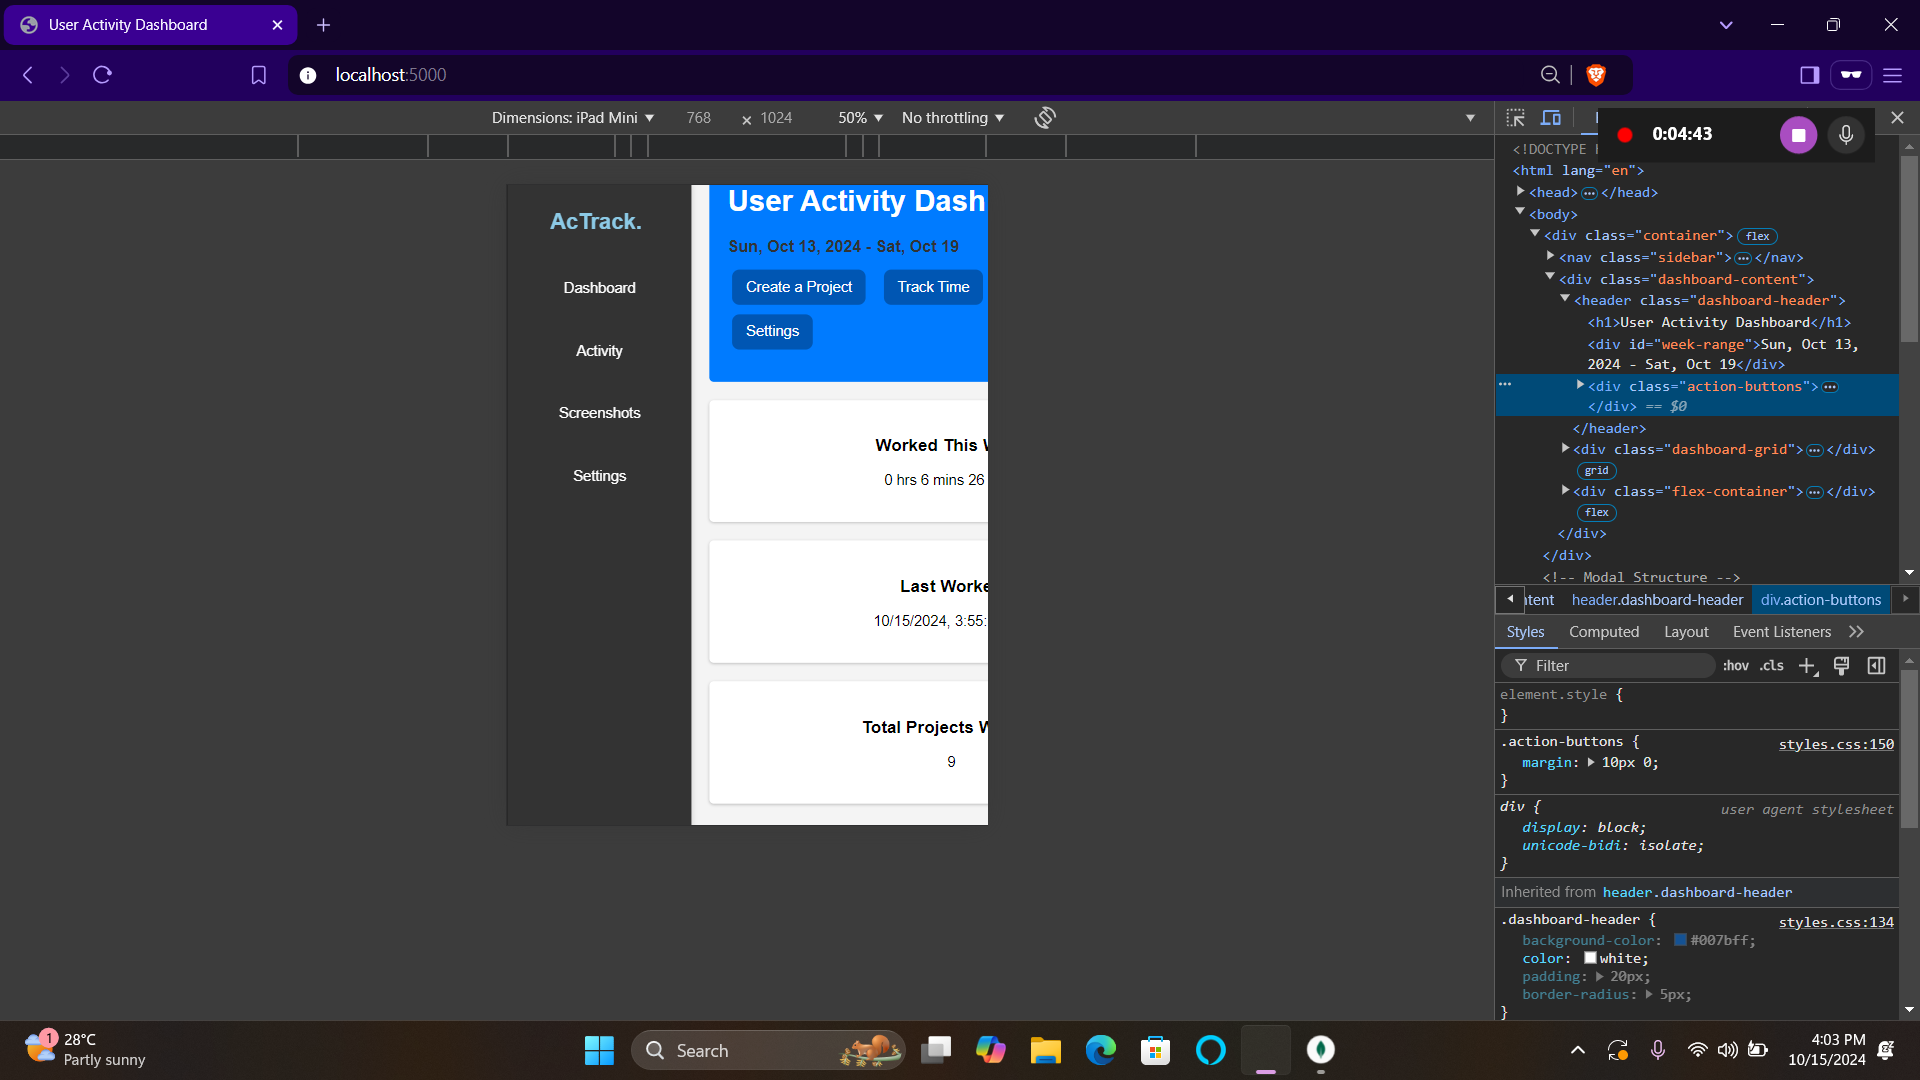 User Activity Dashboard
localhost:5000
Dimensions: iPad Mini ▼ 768 × 1024 50% ▼ No throttling ▼
0:04:43
AcTrack.
Dashboard
Activity
Screenshots
Settings
User Activity Dash
Sun, Oct 13, 2024 - Sat, Oct 19
Create a Project Track Time
Settings
Worked This
0 hrs 6 mins 26
Last Worke
10/15/2024, 3:55:
Total Projects
9
<!DOCTYPE
<html lang="en">
<head> ⋯ </head>
<body>
<div class="container"> flex
<nav class="sidebar"> ⋯ </nav>
<div class="dashboard-content">
<header class="dashboard-header">
<h1>User Activity Dashboard</h1>
<div id="week-range">Sun, Oct 13,
2024 - Sat, Oct 19</div>
<div class="action-buttons"> ⋯
</div> == $0
</header>
<div class="dashboard-grid"> ⋯ </div>
grid
<div class="flex-container"> ⋯ </div>
flex
</div>
</div>
<!-- Modal Structure -->
ntent header.dashboard-header div.action-buttons
Styles Computed Layout Event Listeners
Filter :hov .cls
element.style {
}
.action-buttons { styles.css:150
margin: 10px 0;
}
div { user agent stylesheet
display: block;
unicode-bidi: isolate;
}
Inherited from header.dashboard-header
.dashboard-header { styles.css:134
background-color: #007bff;
color: white;
padding: 20px;
border-radius: 5px;
}
1
28°C
Partly sunny
Search
4:03 PM
10/15/2024